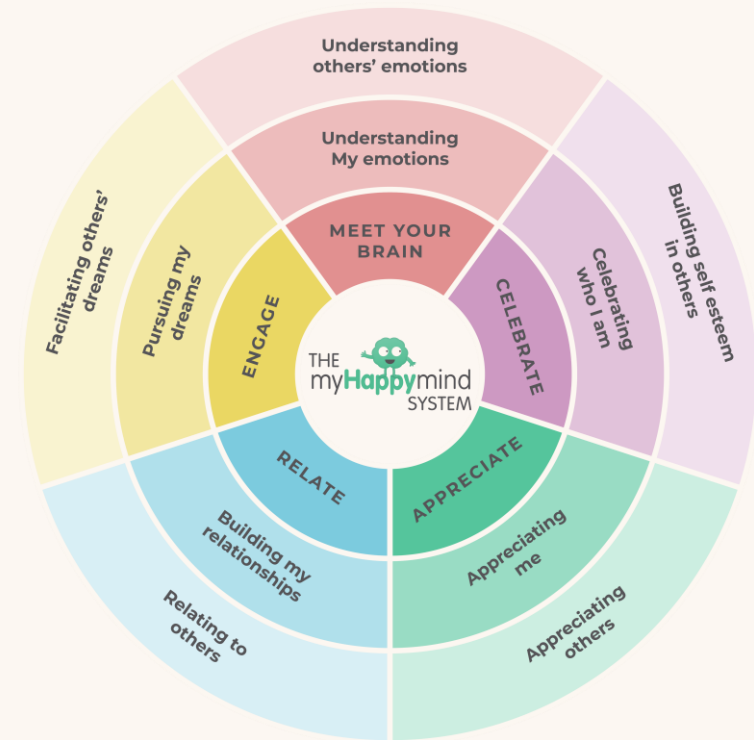 Understanding
others' emotions
Understanding
My emotions
MEET YOUR
BRAIN
CELEBRATE
Celebrating
who I am
Building self esteem
in others
APPRECIATE
Appreciating
me
Appreciating
others
RELATE
Building my
relationships
Relating to
others
ENGAGE
Pursuing my
dreams
Facilitating others'
dreams
THE
myHappymind
SYSTEM